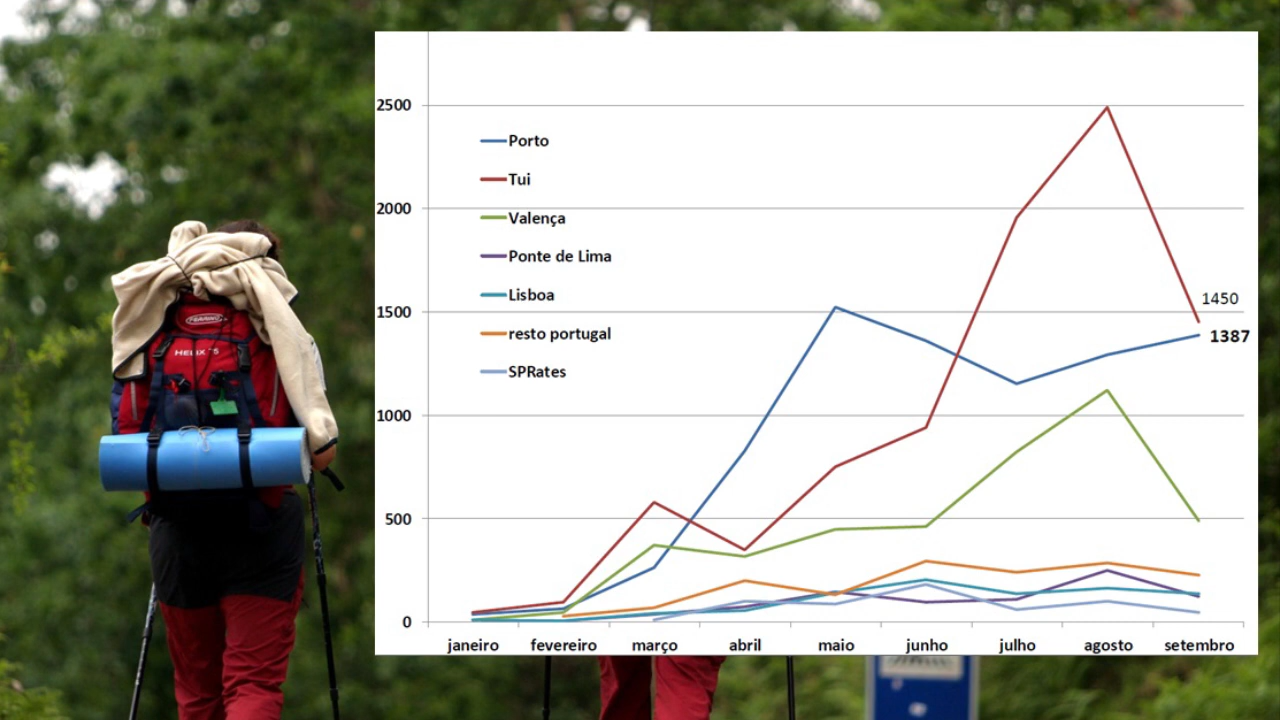 2500
2000
1500
1000
500
0
Porto
Tui
Valença
Ponte de Lima
Lisboa
resto portugal
SPRates
1450
1387
janeiro fevereiro março abril maio junho julho agosto setembro
FERRINO